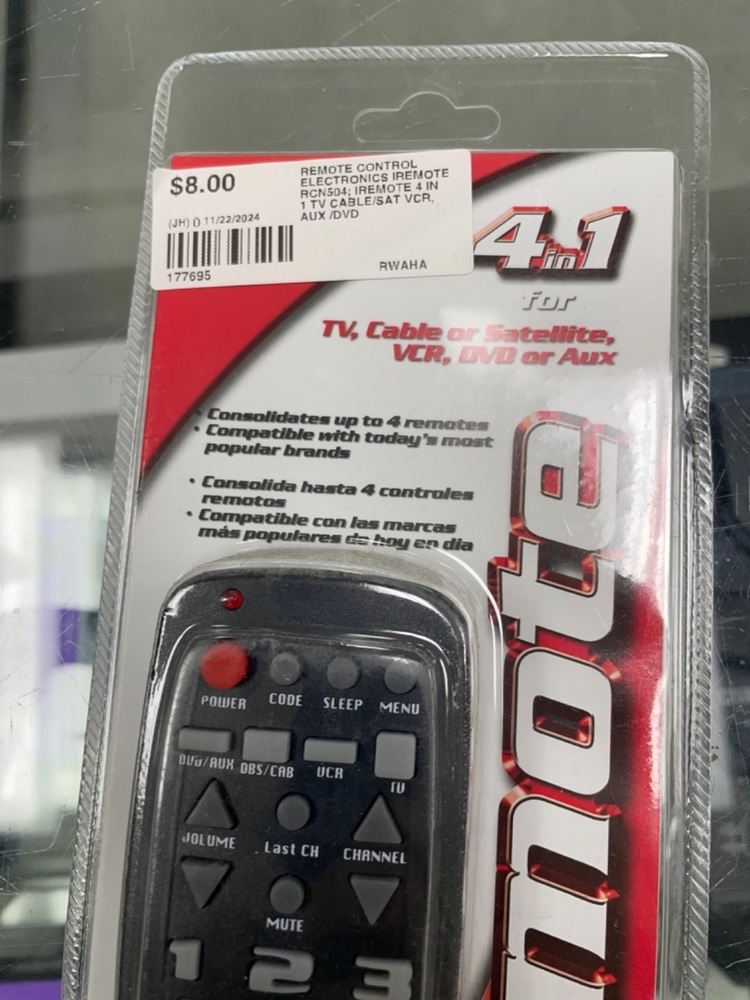 $8.00
REMOTE CONTROL
ELECTRONICS IREMOTE
RCN504; IREMOTE 4 IN
1 TV CABLE/SAT VCR,
AUX /DVD
(JH) () 11/22/2024
177695
RWAHA
4in1
for
TV, Cable or Satellite,
VCR, DVD or Aux
• Consolidates up to 4 remotes
• Compatible with today's most
popular brands
• Consolida hasta 4 controles
remotos
• Compatible con las marcas
más populares de hoy en dia
mote
POWER CODE SLEEP MENU
DVD/AUX DBS/CAB VCR TV
VOLUME Last CH CHANNEL
MUTE
1 2 3